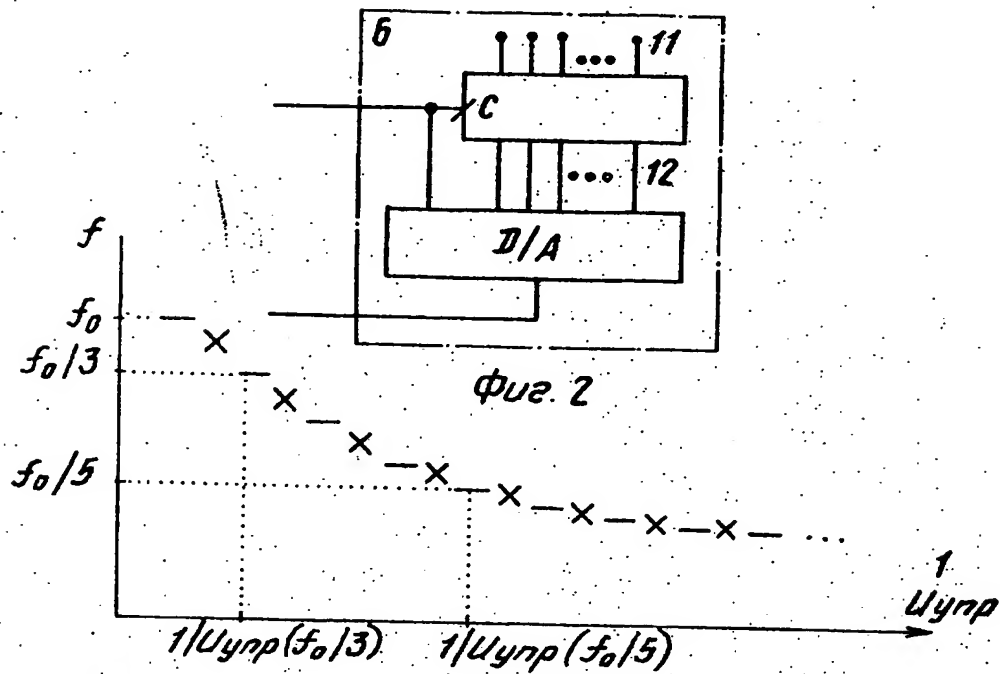 6
11
C
12
D/A
f
f₀
f₀/3
Фиг. 2
f₀/5
1
Uупр
1/Uупр(f₀/3)
1/Uупр(f₀/5)